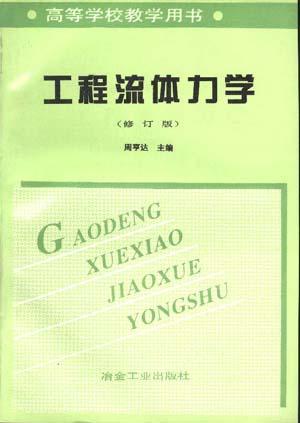 高等学校教学用书
工程流体力学
(修订版)
周亨达 主编
GAODENG
XUEXIAO
JIAOXUE
YONGSHU
冶金工业出版社